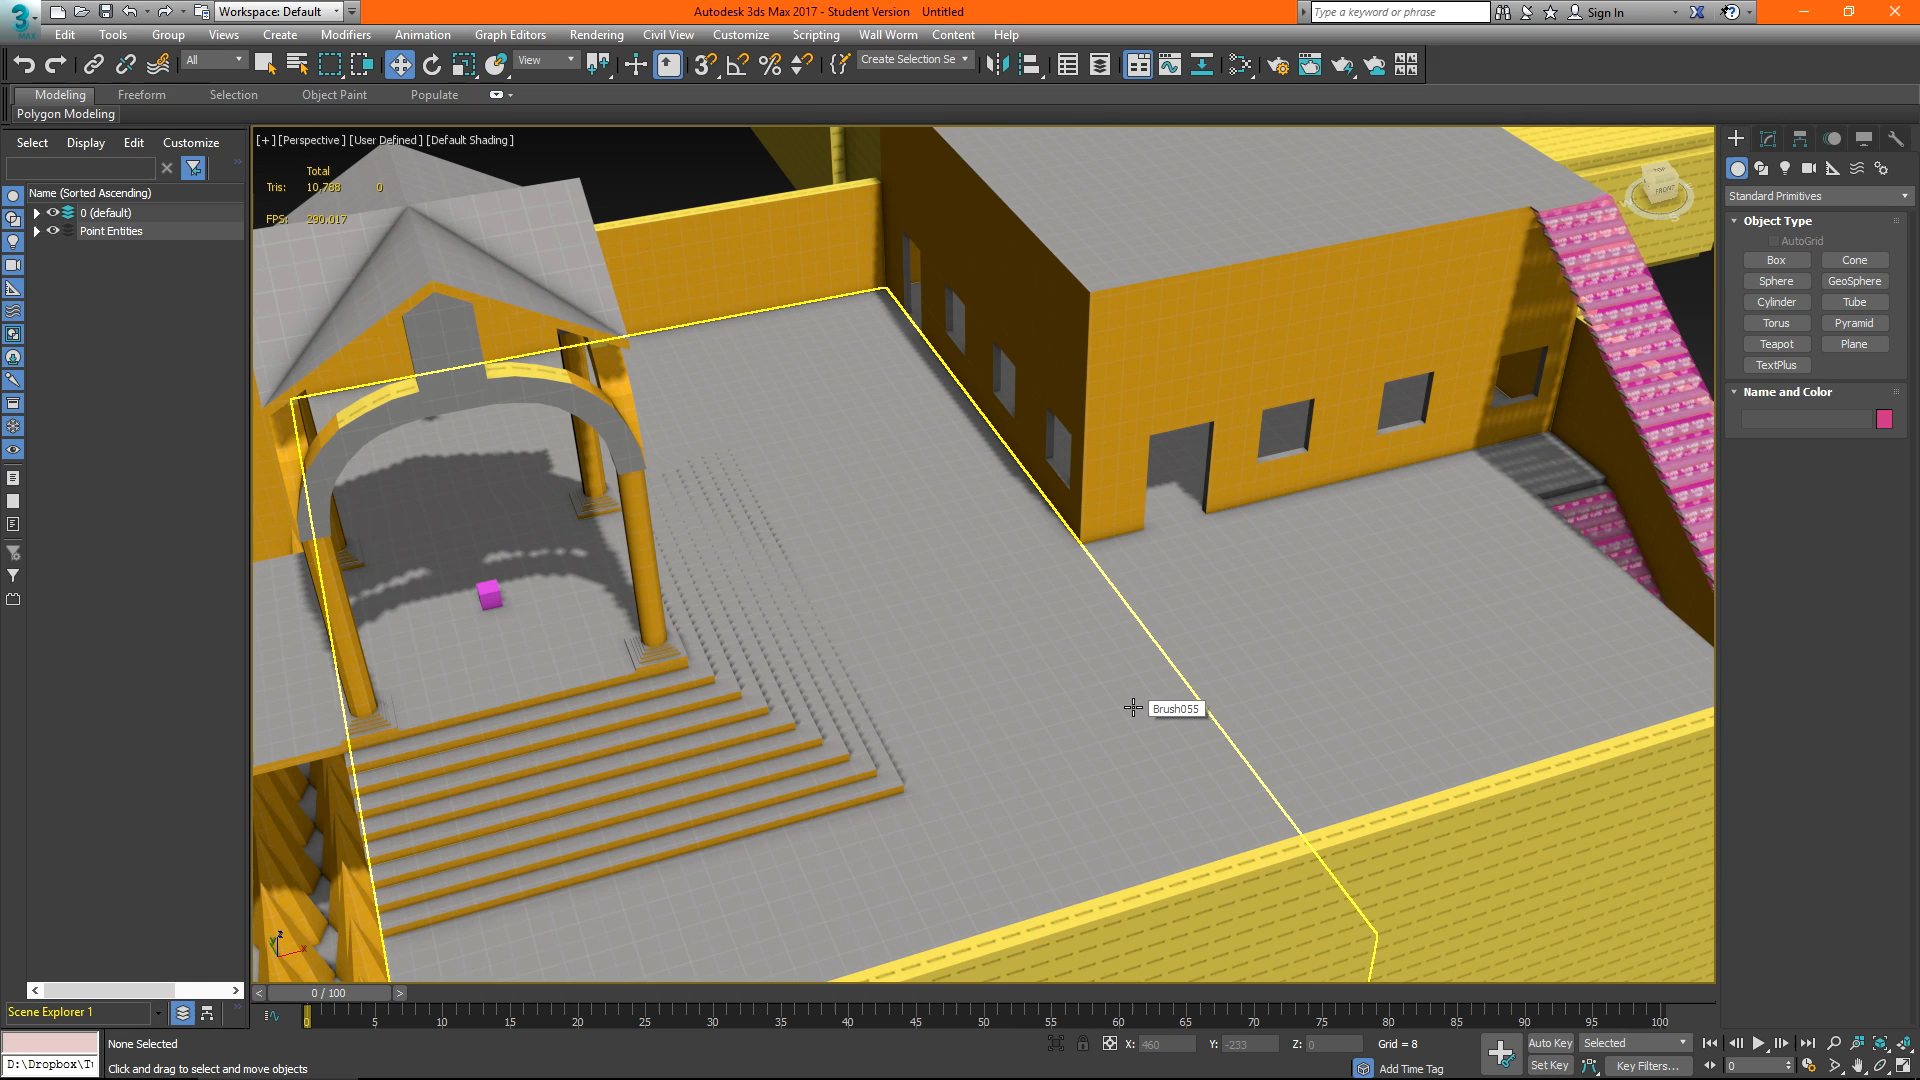 Workspace: Default
Autodesk 3ds Max 2017 - Student Version    Untitled
Type a keyword or phrase
Sign In
3
MAX
Edit Tools Group Views Create Modifiers Animation Graph Editors Rendering Civil View Customize Scripting Wall Worm Content Help
All
View
Create Selection Se
Modeling Freeform Selection Object Paint Populate
Polygon Modeling
Select Display Edit Customize
Name (Sorted Ascending)
0 (default)
Point Entities
[+] [Perspective ] [User Defined ] [Default Shading ]
Total
Tris: 10,788 0
FPS: 290.017
TOP
FRONT
Brush055
z
y
x
Standard Primitives
Object Type
AutoGrid
Box Cone
Sphere GeoSphere
Cylinder Tube
Torus Pyramid
Teapot Plane
TextPlus
Name and Color
< 0 / 100 >
Scene Explorer 1
0 5 10 15 20 25 30 35 40 45 50 55 60 65 70 75 80 85 90 95 100
None Selected
X: 460 Y: -233 Z: 0 Grid = 8
Auto Key Selected
D:\Dropbox\T
Click and drag to select and move objects
Add Time Tag
Set Key Key Filters...
0